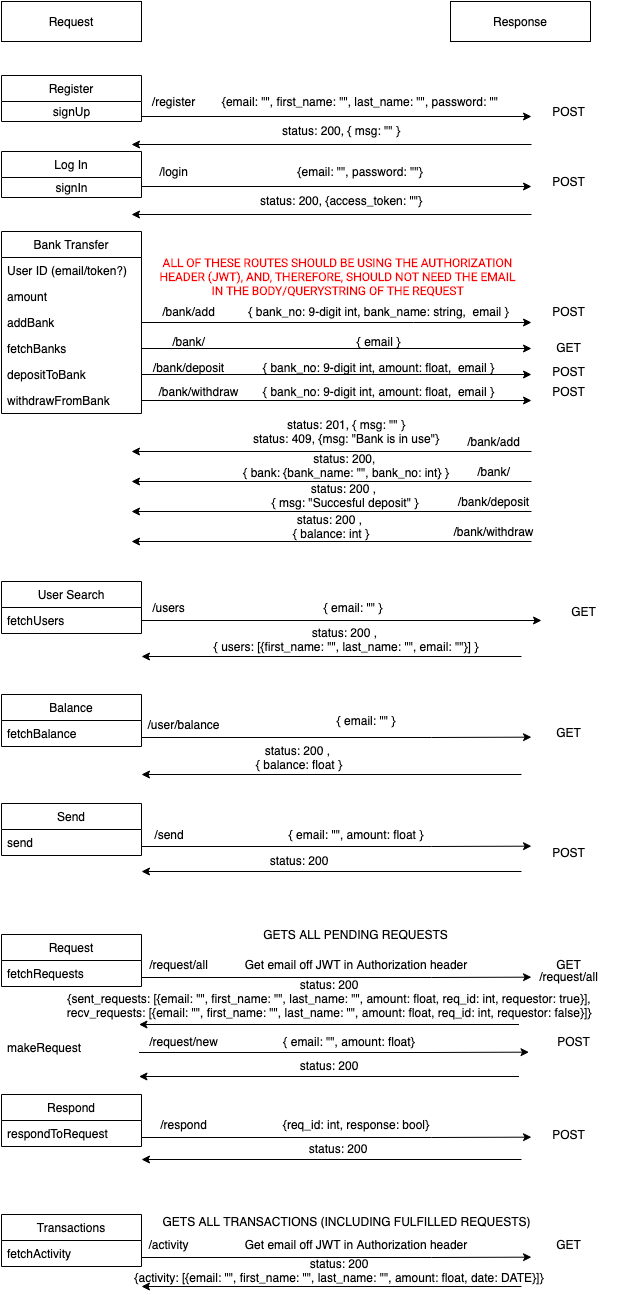 Request
Response
Register
signUp
/register {email: "", first_name: "", last_name: "", password: ""
POST
status: 200, { msg: "" }
Log In
signIn
/login {email: "", password: ""}
POST
status: 200, {access_token: ""}
Bank Transfer
User ID (email/token?)
amount
addBank
fetchBanks
depositToBank
withdrawFromBank
ALL OF THESE ROUTES SHOULD BE USING THE AUTHORIZATION
HEADER (JWT), AND, THEREFORE, SHOULD NOT NEED THE EMAIL
IN THE BODY/QUERYSTRING OF THE REQUEST
/bank/add { bank_no: 9-digit int, bank_name: string, email }
POST
/bank/ { email }
GET
/bank/deposit { bank_no: 9-digit int, amount: float, email }
POST
/bank/withdraw { bank_no: 9-digit int, amount: float, email }
POST
status: 201, { msg: "" }
status: 409, {msg: "Bank is in use"}
/bank/add
status: 200,
{ bank: {bank_name: "", bank_no: int} }
/bank/
status: 200 ,
{ msg: "Succesful deposit" }
/bank/deposit
status: 200 ,
{ balance: int }
/bank/withdraw
User Search
fetchUsers
/users { email: "" }
GET
status: 200 ,
{ users: [{first_name: "", last_name: "", email: ""}] }
Balance
fetchBalance
/user/balance { email: "" }
GET
status: 200 ,
{ balance: float }
Send
send
/send { email: "", amount: float }
POST
status: 200
GETS ALL PENDING REQUESTS
Request
fetchRequests
/request/all Get email off JWT in Authorization header
GET
/request/all
status: 200
{sent_requests: [{email: "", first_name: "", last_name: "", amount: float, req_id: int, requestor: true}],
recv_requests: [{email: "", first_name: "", last_name: "", amount: float, req_id: int, requestor: false}]}
makeRequest
/request/new { email: "", amount: float}
POST
status: 200
Respond
respondToRequest
/respond {req_id: int, response: bool}
POST
status: 200
GETS ALL TRANSACTIONS (INCLUDING FULFILLED REQUESTS)
Transactions
fetchActivity
/activity Get email off JWT in Authorization header
GET
status: 200
{activity: [{email: "", first_name: "", last_name: "", amount: float, date: DATE}]}